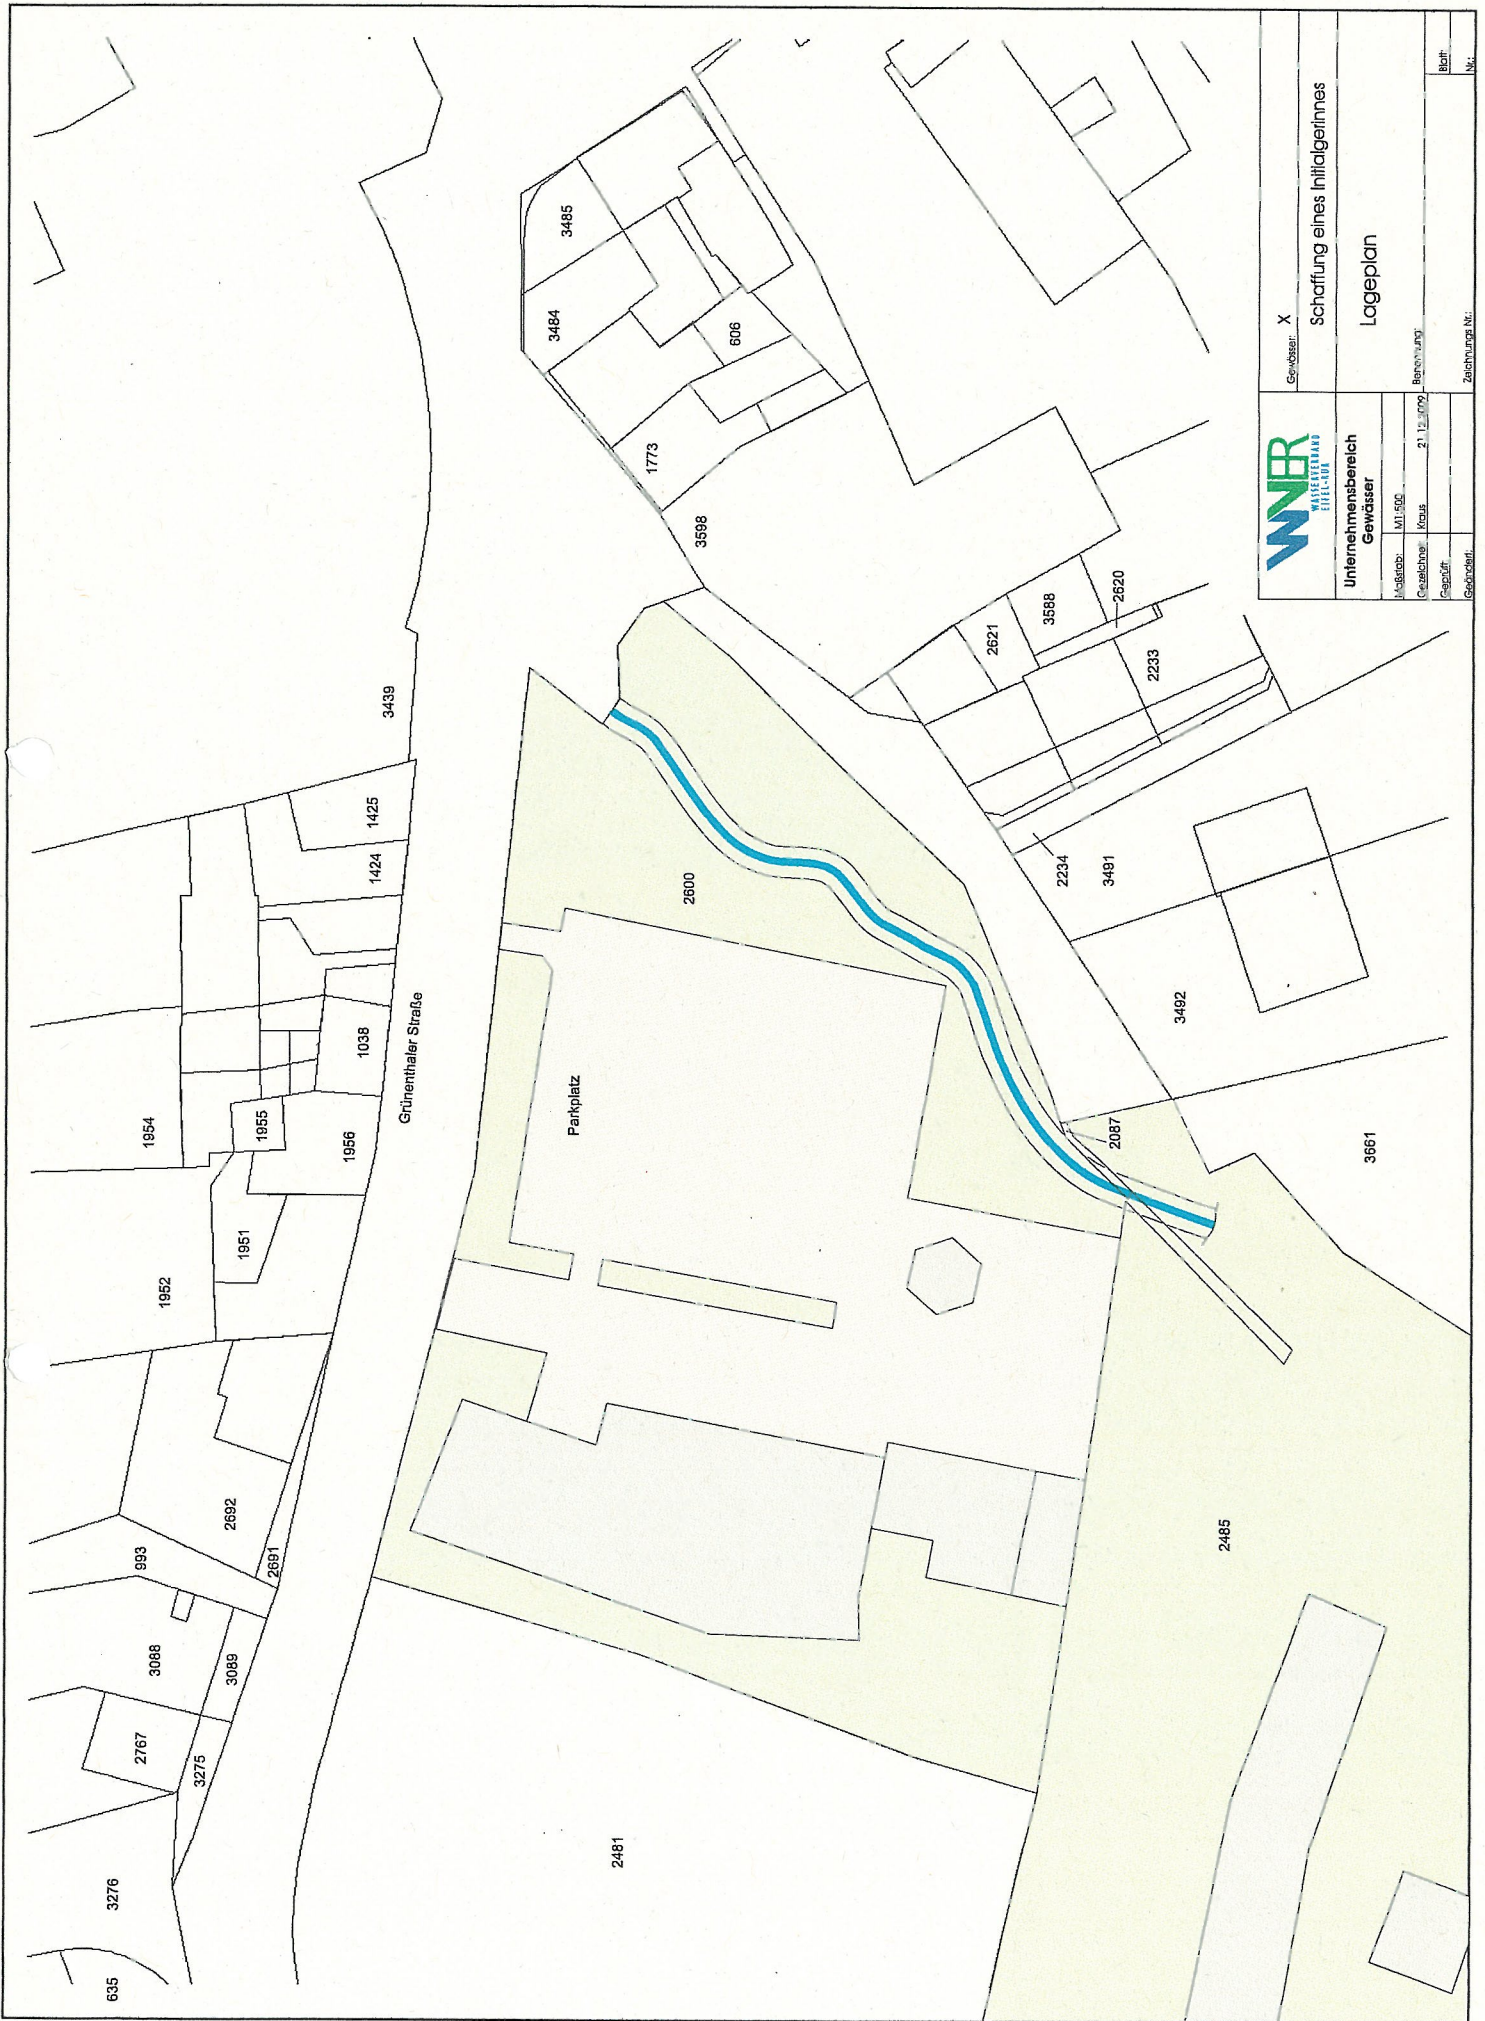 635
3276
3275
2767
3088
3089
993
2691
2692
1952
1951
1954
1955
1956
1038
1424
1425
3439
Grünenthaler Straße
3485
3484
606
1773
3598
2600
Parkplatz
2481
2485
2621
3588
2620
2233
2234
3491
3492
2087
3661
WVER
WASSERVERBAND
EIFEL-RUR
Unternehmensbereich
Gewässer
Maßstab: M1:500
Gezeichnet: Kraus
Geprüft:
Geändert:
Gewässer: X
Schaffung eines Initialgerinnes
Lageplan
Benennung:
Zeichnungs Nr.:
Blatt:
Nr.: